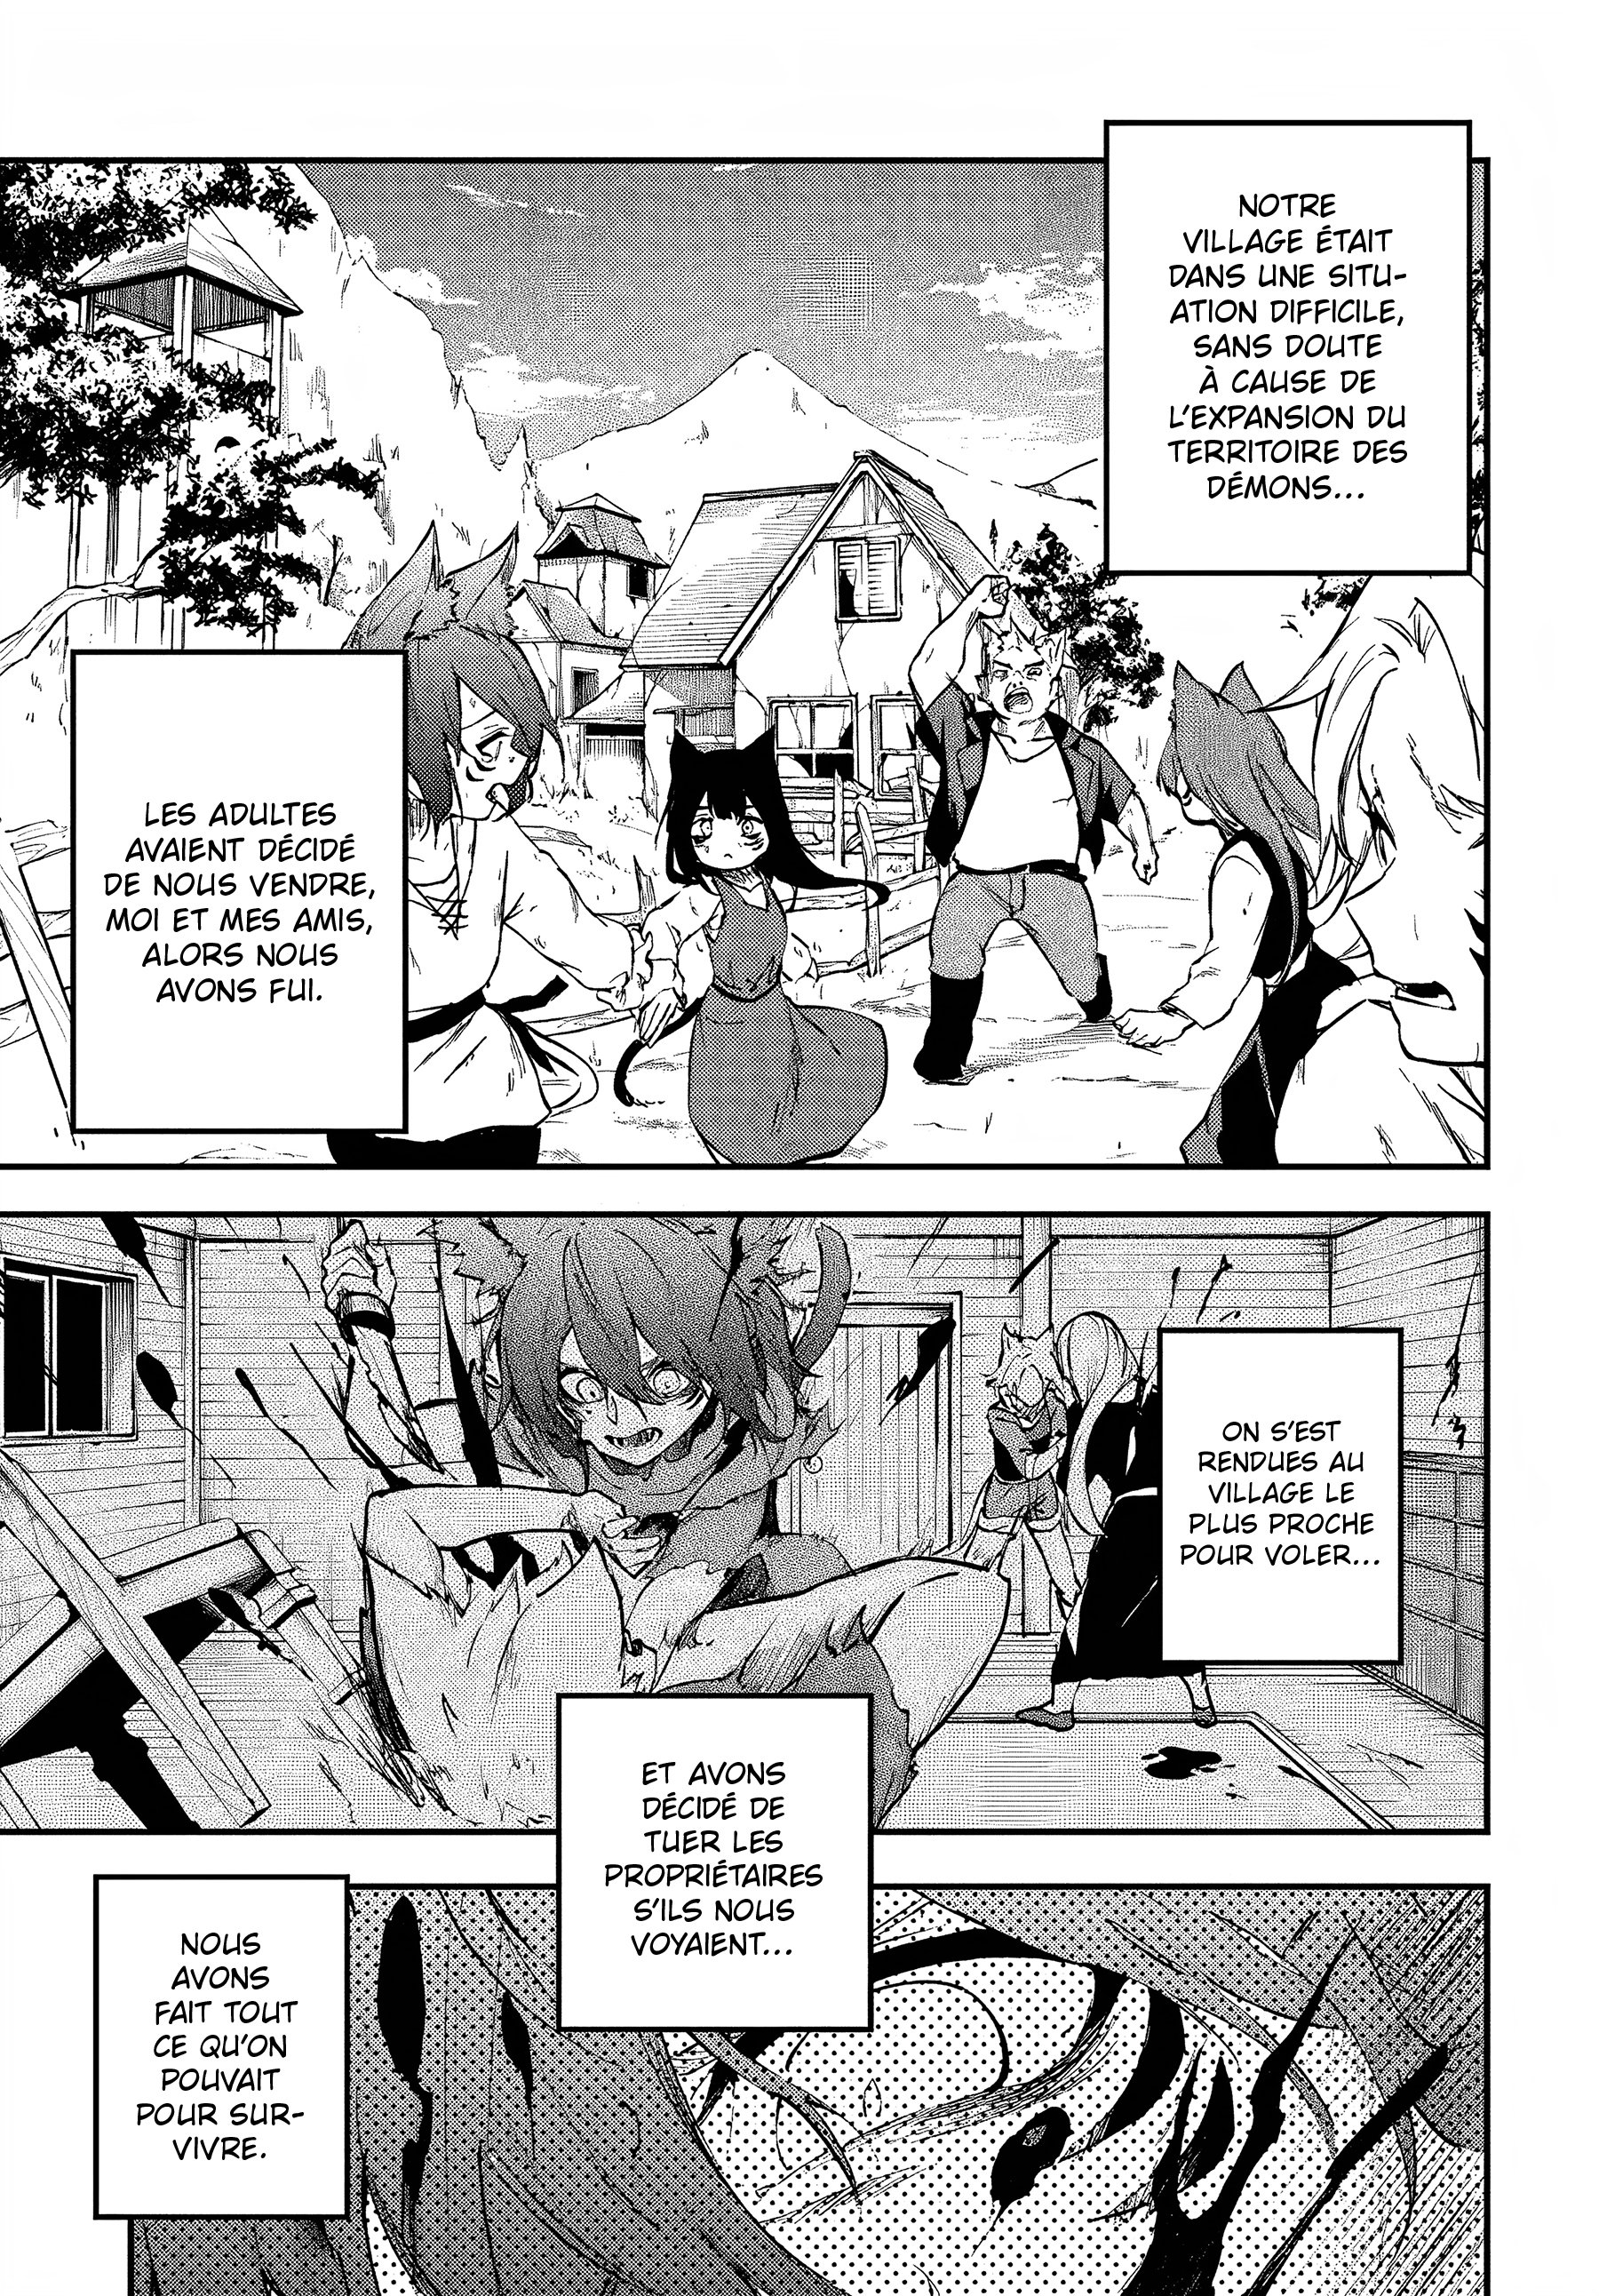 NOTRE
VILLAGE ÉTAIT
DANS UNE SITU-
ATION DIFFICILE,
SANS DOUTE
À CAUSE DE
L'EXPANSION DU
TERRITOIRE DES
DÉMONS...
LES ADULTES
AVAIENT DÉCIDÉ
DE NOUS VENDRE,
MOI ET MES AMIS,
ALORS NOUS
AVONS FUI.
ON S'EST
RENDUES AU
VILLAGE LE
PLUS PROCHE
POUR VOLER...
ET AVONS
DÉCIDÉ DE
TUER LES
PROPRIÉTAIRES
S'ILS NOUS
VOYAIENT...
NOUS
AVONS
FAIT TOUT
CE QU'ON
POUVAIT
POUR SUR-
VIVRE.